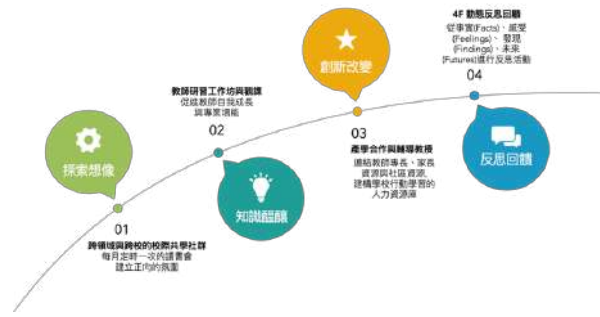 探索想像
01
跨領域與跨校的校際共學社群
每月定時一次的讀書會
建立正向的氛圍
教師研習工作坊與觀課
促進教師自我成長
與專業增能
02
知識醞釀
創新改變
03
產學合作與輔導教授
連結教師專長、家長
資源與社區資源,
建構學校行動學習的
人力資源庫
4F 動態反思回顧
從事實(Facts)、感受
(Feelings)、發現
(Findings)、未來
(Futures)進行反思活動
04
反思回饋